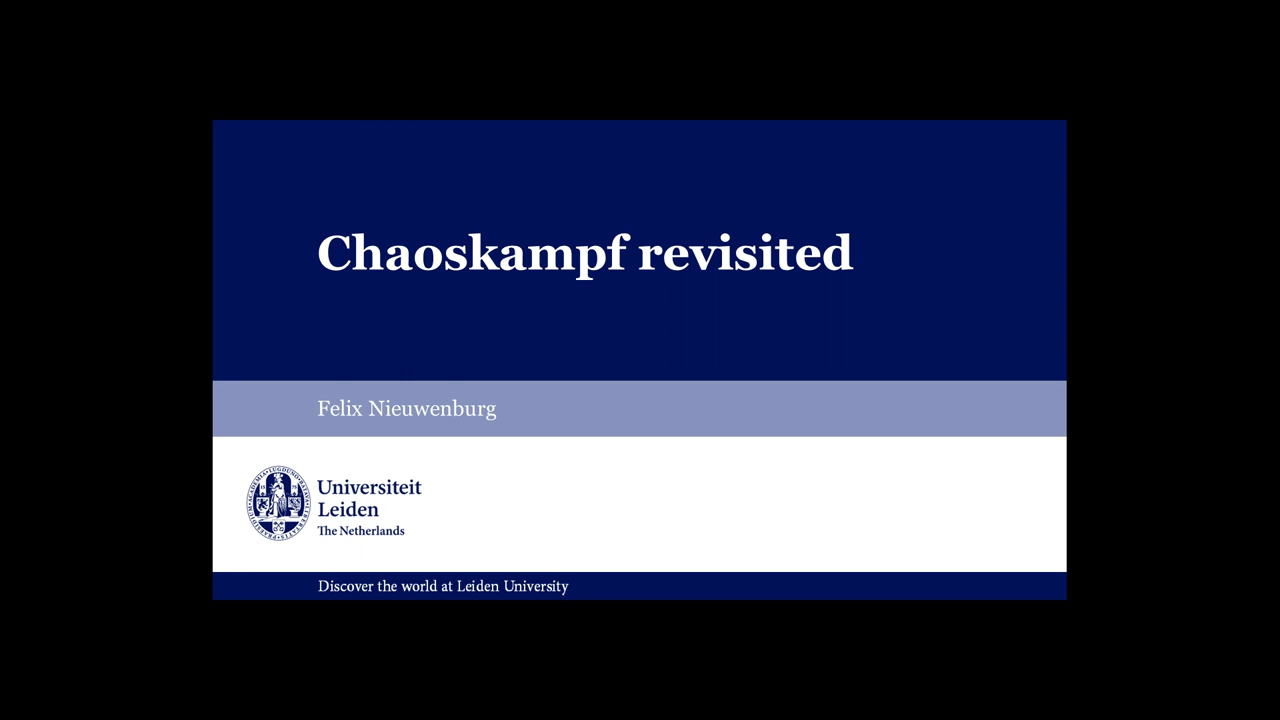 Chaoskampf revisited
Felix Nieuwenburg
Universiteit
Leiden
The Netherlands
Discover the world at Leiden University